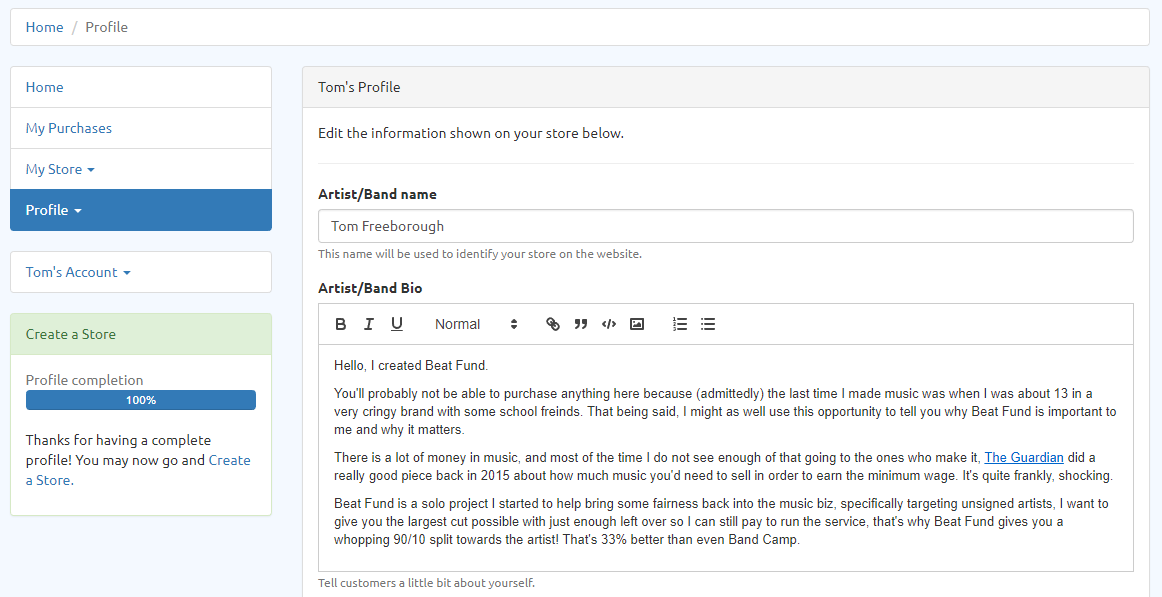 Home / Profile
Home
My Purchases
My Store
Profile
Tom's Account
Create a Store
Profile completion
100%
Thanks for having a complete
profile! You may now go and Create
a Store.
Tom's Profile
Edit the information shown on your store below.
Artist/Band name
Tom Freeborough
This name will be used to identify your store on the website.
Artist/Band Bio
B I U Normal
Hello, I created Beat Fund.
You'll probably not be able to purchase anything here because (admittedly) the last time I made music was when I was about 13 in a
very cringy brand with some school freinds. That being said, I might as well use this opportunity to tell you why Beat Fund is important to
me and why it matters.
There is a lot of money in music, and most of the time I do not see enough of that going to the ones who make it, The Guardian did a
really good piece back in 2015 about how much music you'd need to sell in order to earn the minimum wage. It's quite frankly, shocking.
Beat Fund is a solo project I started to help bring some fairness back into the music biz, specifically targeting unsigned artists, I want to
give you the largest cut possible with just enough left over so I can still pay to run the service, that's why Beat Fund gives you a
whopping 90/10 split towards the artist! That's 33% better than even Band Camp.
Tell customers a little bit about yourself.